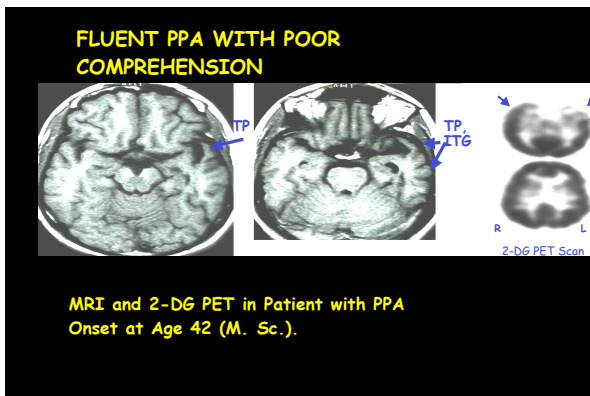 FLUENT PPA WITH POOR
COMPREHENSION
TP
TP,
ITG
R
L
2-DG PET Scan
MRI and 2-DG PET in Patient with PPA
Onset at Age 42 (M. Sc.).